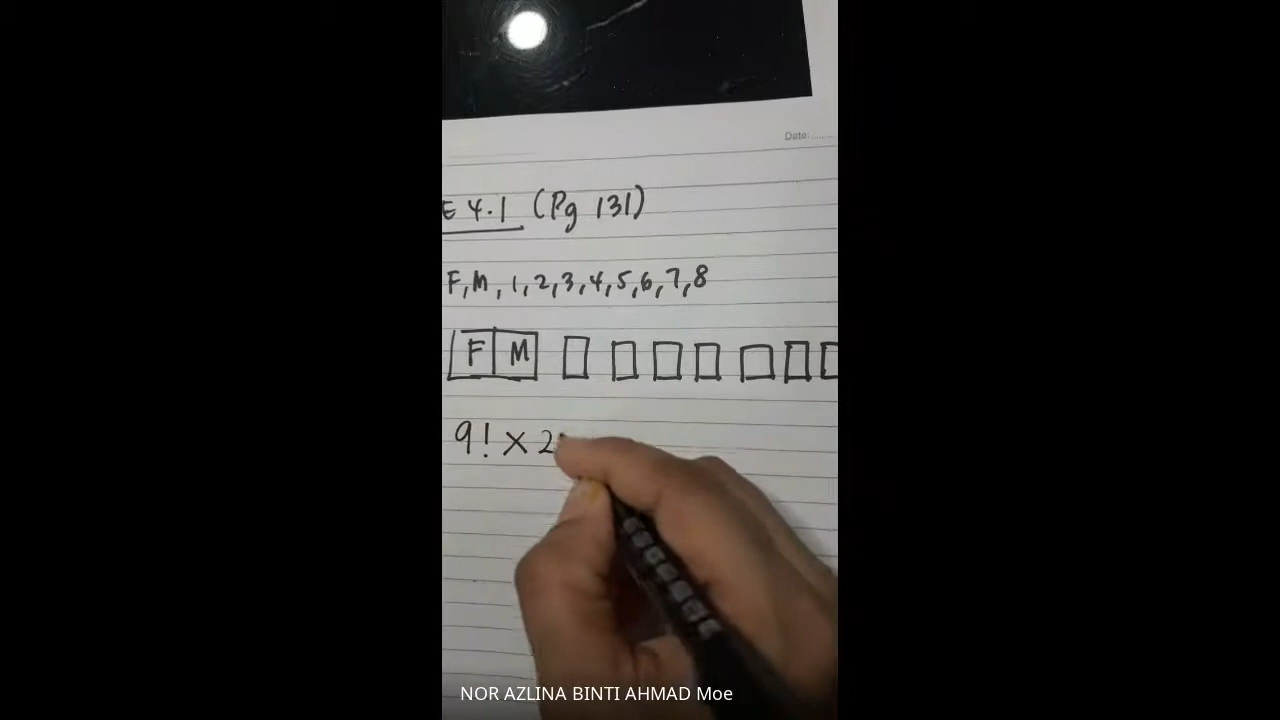 Date:
E 4.1 (Pg 131)
F, M, 1, 2, 3, 4, 5, 6, 7, 8
F M
9! × 2
NOR AZLINA BINTI AHMAD Moe